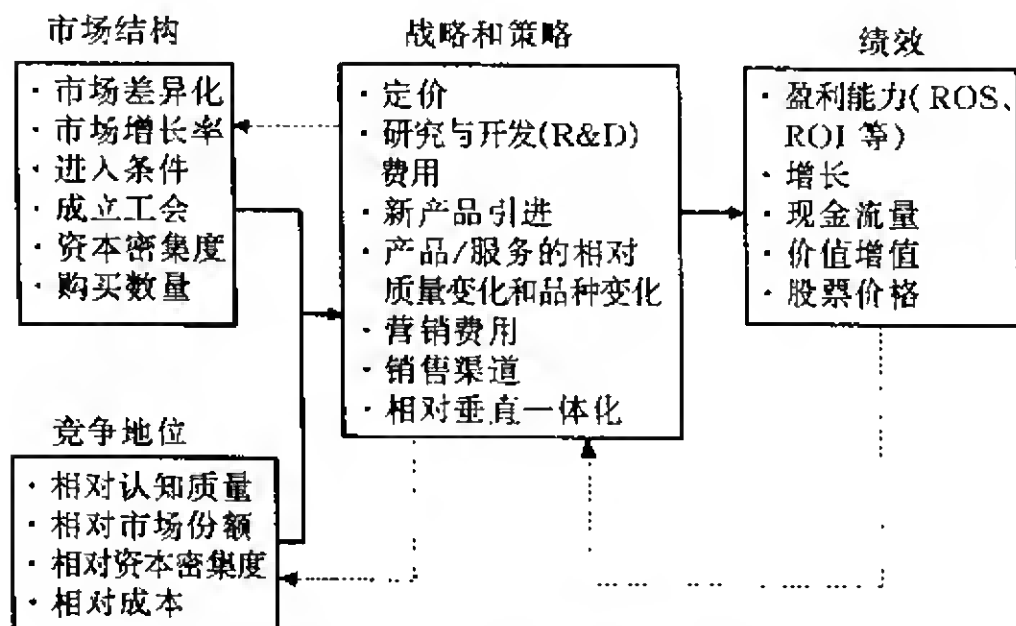 市场结构
· 市场差异化
· 市场增长率
· 进入条件
· 成立工会
· 资本密集度
· 购买数量
战略和策略
· 定价
· 研究与开发(R&D)
费用
· 新产品引进
· 产品/服务的相对
质量变化和品种变化
· 营销费用
· 销售渠道
· 相对垂直一体化
绩效
· 盈利能力( ROS、
ROI 等)
· 增长
· 现金流量
· 价值增值
· 股票价格
竞争地位
· 相对认知质量
· 相对市场份额
· 相对资本密集度
· 相对成本